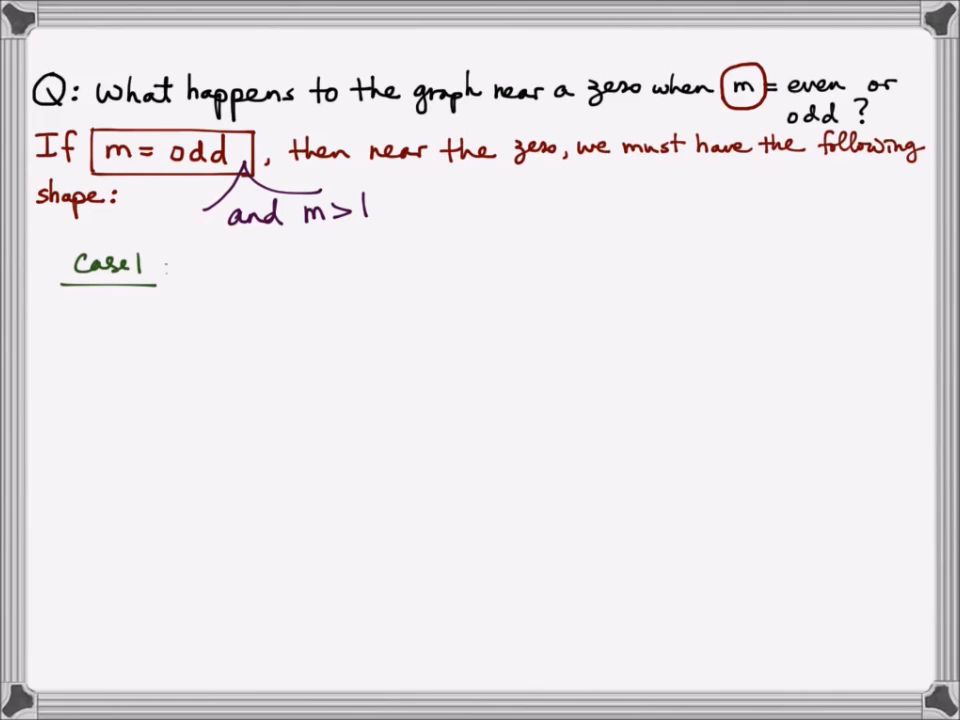 Q: What happens to the graph near a zero when m = even or
odd ?
If m = odd , then near the zero, we must have the following
shape:
and m > 1
Case 1 :